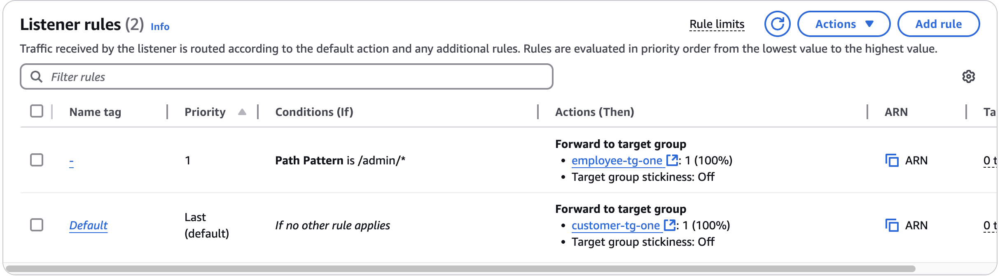 Listener rules (2) Info Rule limits Actions Add rule
Traffic received by the listener is routed according to the default action and any additional rules. Rules are evaluated in priority order from the lowest value to the highest value.
Filter rules
Name tag Priority Conditions (If) Actions (Then) ARN Ta
Forward to target group
- 1 Path Pattern is /admin/* • employee-tg-one : 1 (100%) ARN 0 t
• Target group stickiness: Off
Forward to target group
Default Last (default) If no other rule applies • customer-tg-one : 1 (100%) ARN 0 t
• Target group stickiness: Off